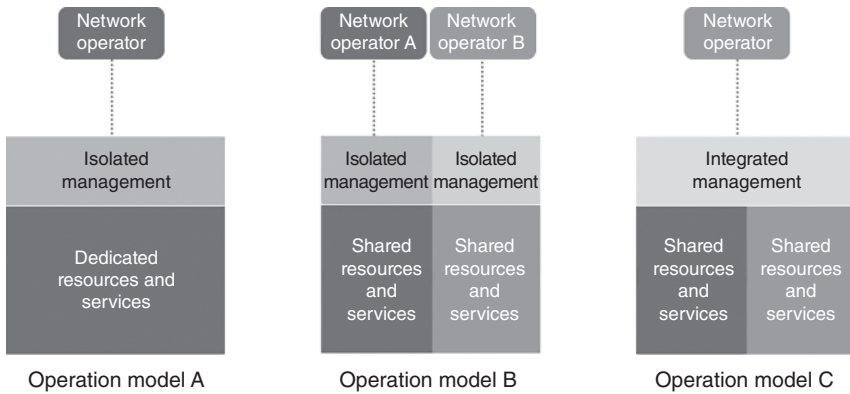 Network
operator
Isolated
management
Dedicated
resources and
services
Operation model A
Network
operator A
Network
operator B
Isolated
management
Isolated
management
Shared
resources
and
services
Shared
resources
and
services
Operation model B
Network
operator
Integrated
management
Shared
resources
and
services
Shared
resources
and
services
Operation model C